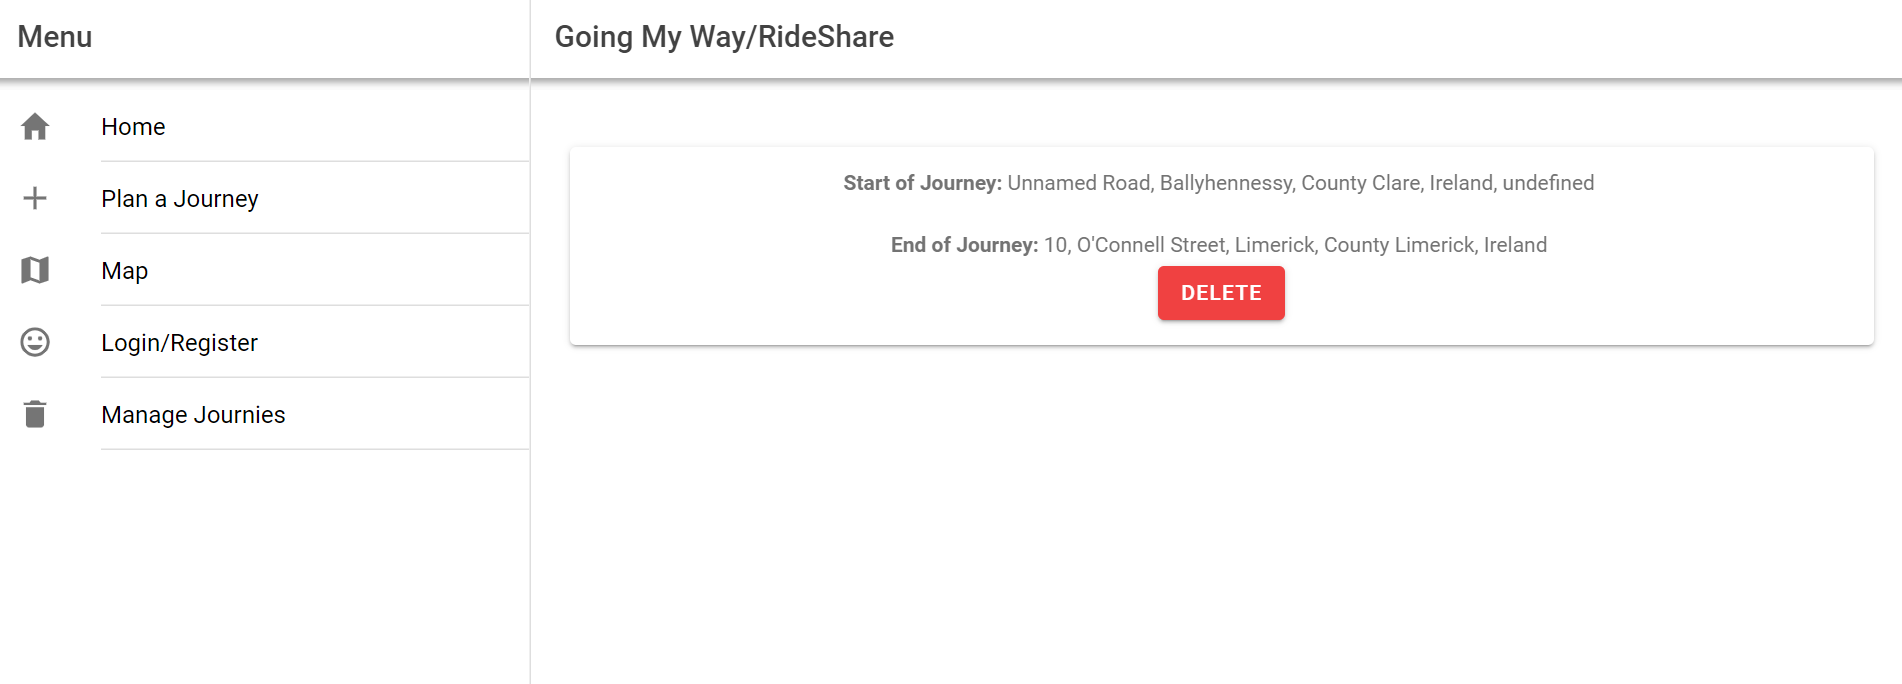 Menu
Going My Way/RideShare
Home
Plan a Journey
Map
Login/Register
Manage Journies
Start of Journey: Unnamed Road, Ballyhennessy, County Clare, Ireland, undefined
End of Journey: 10, O'Connell Street, Limerick, County Limerick, Ireland
DELETE